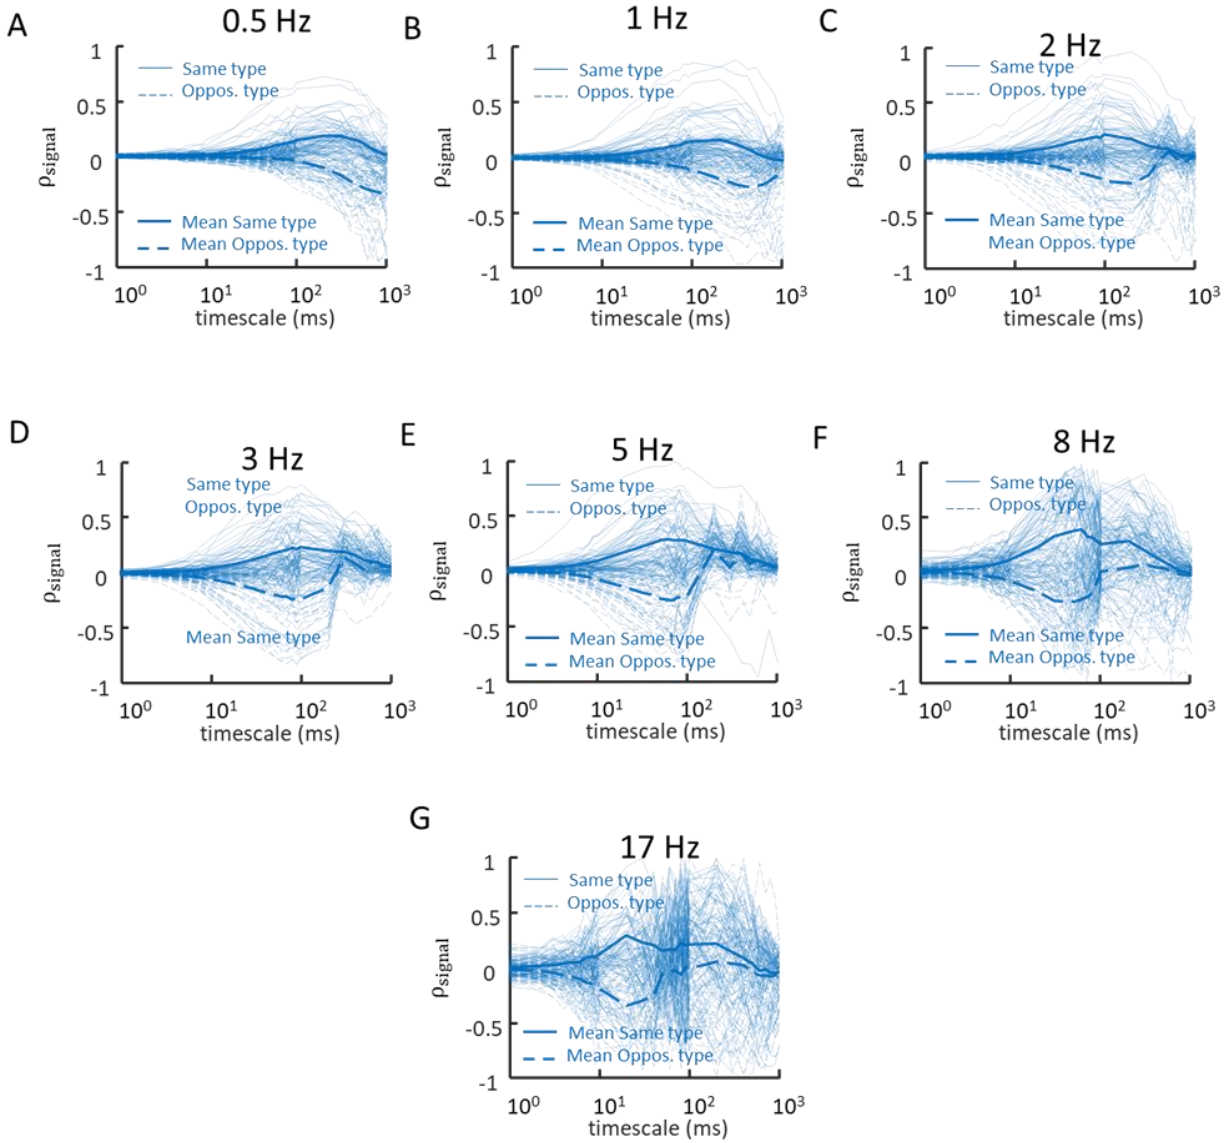 A
0.5 Hz
1
0.5
0
-0.5
-1
ρsignal
Same type
Oppos. type
Mean Same type
Mean Oppos. type
10⁰ 10¹ 10² 10³
timescale (ms)
B
1 Hz
1
0.5
0
-0.5
-1
ρsignal
Same type
Oppos. type
Mean Same type
Mean Oppos. type
10⁰ 10¹ 10² 10³
timescale (ms)
C
2 Hz
1
0.5
0
-0.5
-1
ρsignal
Same type
Oppos. type
Mean Same type
Mean Oppos. type
10⁰ 10¹ 10² 10³
timescale (ms)
D
3 Hz
1
0.5
0
-0.5
-1
ρsignal
Same type
Oppos. type
Mean Same type
10⁰ 10¹ 10² 10³
timescale (ms)
E
5 Hz
1
0.5
0
-0.5
-1
ρsignal
Same type
Oppos. type
Mean Same type
Mean Oppos. type
10⁰ 10¹ 10² 10³
timescale (ms)
F
8 Hz
1
0.5
0
-0.5
-1
ρsignal
Same type
Oppos. type
Mean Same type
Mean Oppos. type
10⁰ 10¹ 10² 10³
timescale (ms)
G
17 Hz
1
0.5
0
-0.5
-1
ρsignal
Same type
Oppos. type
Mean Same type
Mean Oppos. type
10⁰ 10¹ 10² 10³
timescale (ms)